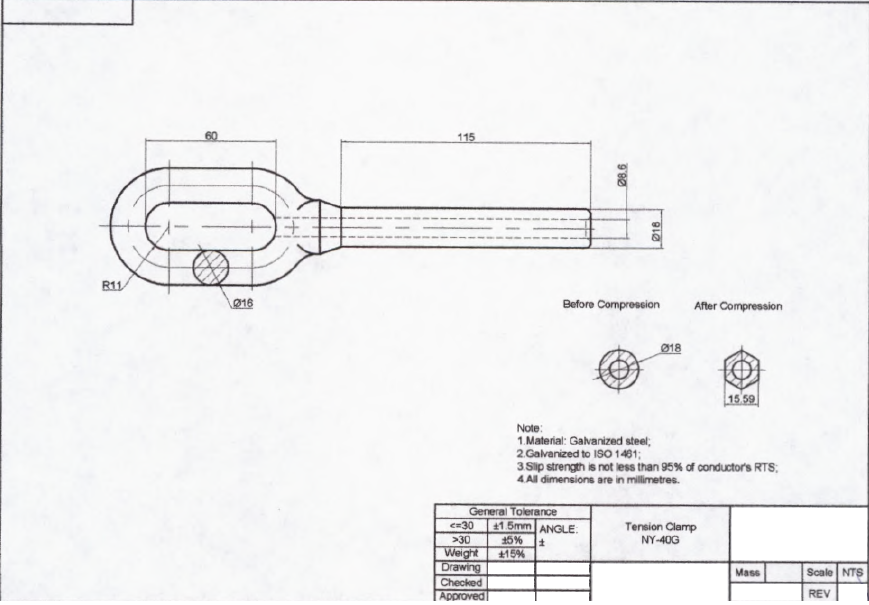 60
115
Ø8.6
Ø18
R11
Ø16
Before Compression
After Compression
Ø18
15.59
Note:
1.Material: Galvanized steel;
2.Galvanized to ISO 1461;
3.Slip strength is not less than 95% of conductor's RTS;
4.All dimensions are in millimetres.
General Tolerance
<=30 ±1.5mm ANGLE:
>30 ±5% ±
Weight ±15%
Tension Clamp
NY-40G
Drawing
Checked
Approved
Mass Scale NTS
REV